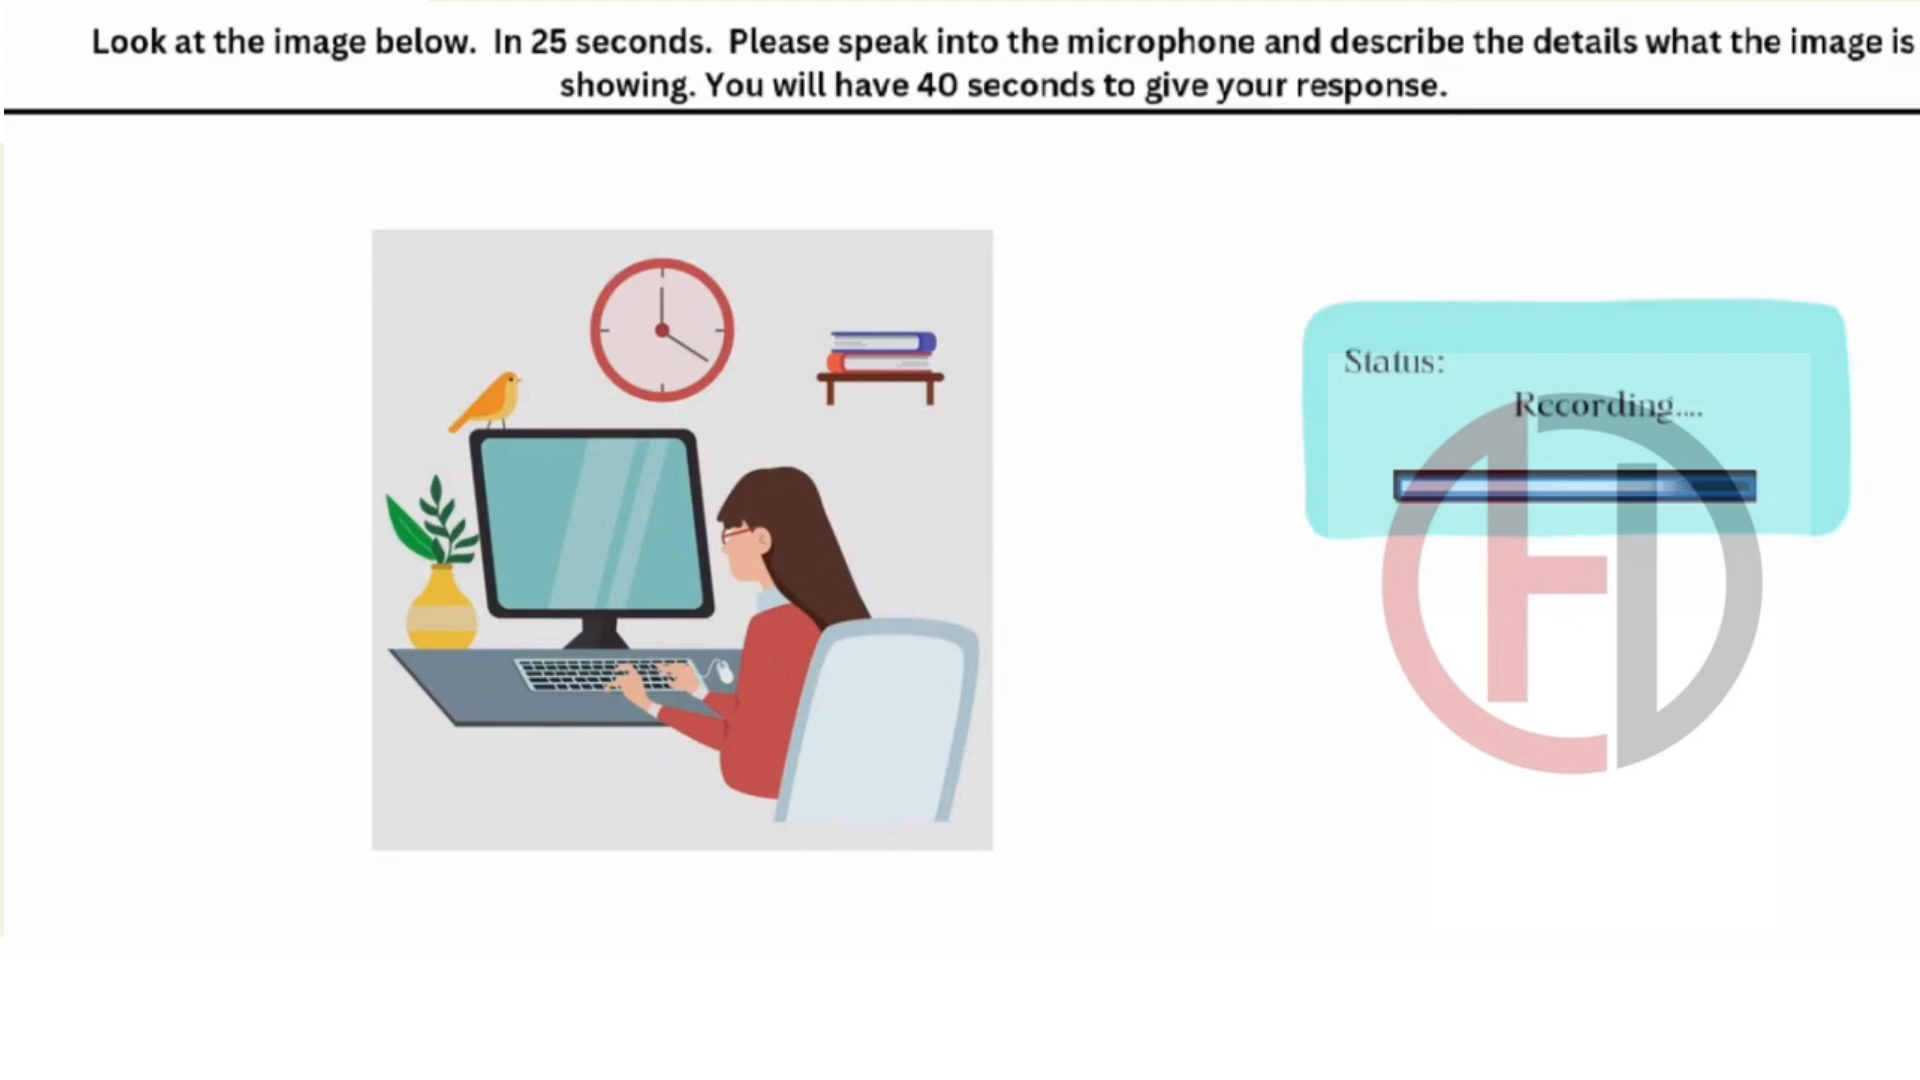 Look at the image below. In 25 seconds. Please speak into the microphone and describe the details what the image is
showing. You will have 40 seconds to give your response.
Status:
Recording....